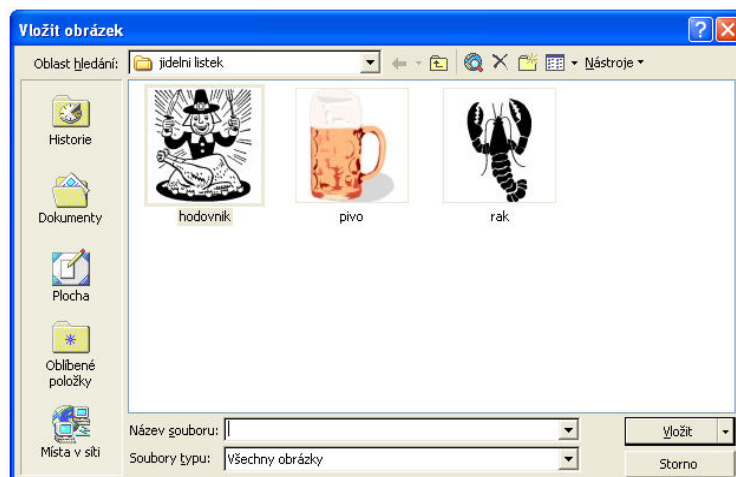 Vložit obrázek
Oblast hledání: jidelni listek Nástroje
Historie
Dokumenty
Plocha
Oblíbené
položky
Místa v síti
hodovnik pivo rak
Název souboru: Vložit
Soubory typu: Všechny obrázky Storno